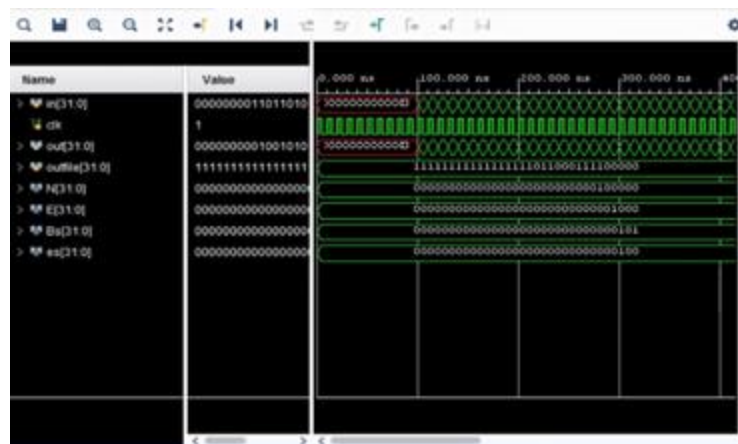 Name Value 0.000 ns 100.000 ns 200.000 ns 300.000 ns
in[31:0] 0000000011011010
clk 1
out[31:0] 0000000001001010
outfile[31:0] 1111111111111111
N[31:0] 0000000000000000 00000000000000000000000000100000
E[31:0] 0000000000000000 00000000000000000000000000001000
Bs[31:0] 0000000000000000 00000000000000000000000000000101
es[31:0] 0000000000000000 00000000000000000000000000000100